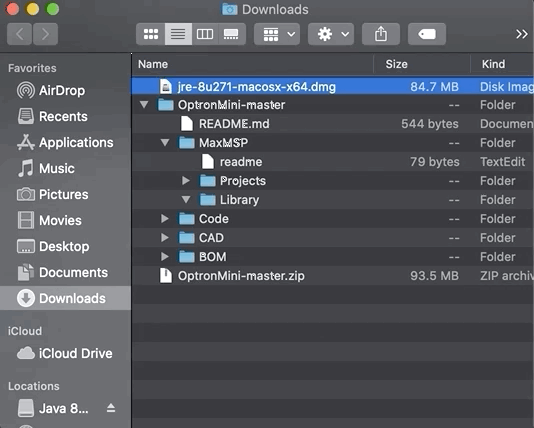 Downloads
Favorites
AirDrop
Recents
Applications
Music
Pictures
Movies
Desktop
Documents
Downloads
iCloud
iCloud Drive
Locations
Java 8...
Name Size Kind
jre-8u271-macosx-x64.dmg 84.7 MB Disk Imag
OptronMini-master -- Folder
README.md 544 bytes Documen
MaxMSP -- Folder
readme 79 bytes TextEdit
Projects -- Folder
Library -- Folder
Code -- Folder
CAD -- Folder
BOM -- Folder
OptronMini-master.zip 93.5 MB ZIP archiv